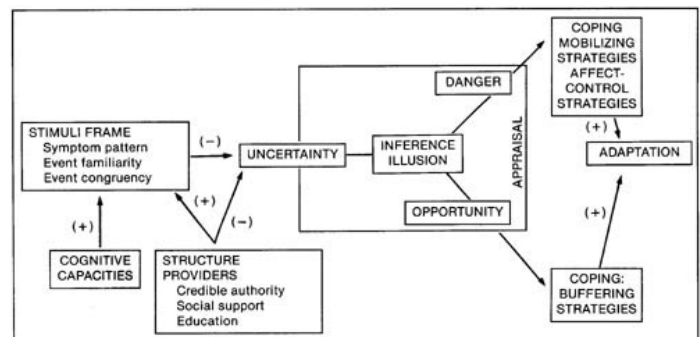 STIMULI FRAME
Symptom pattern
Event familiarity
Event congruency
(-)
(+)
COGNITIVE
CAPACITIES
(+)
(-)
STRUCTURE
PROVIDERS
Credible authority
Social support
Education
UNCERTAINTY
INFERENCE
ILLUSION
DANGER
OPPORTUNITY
APPRAISAL
COPING
MOBILIZING
STRATEGIES
AFFECT-
CONTROL
STRATEGIES
(+)
ADAPTATION
(+)
COPING:
BUFFERING
STRATEGIES